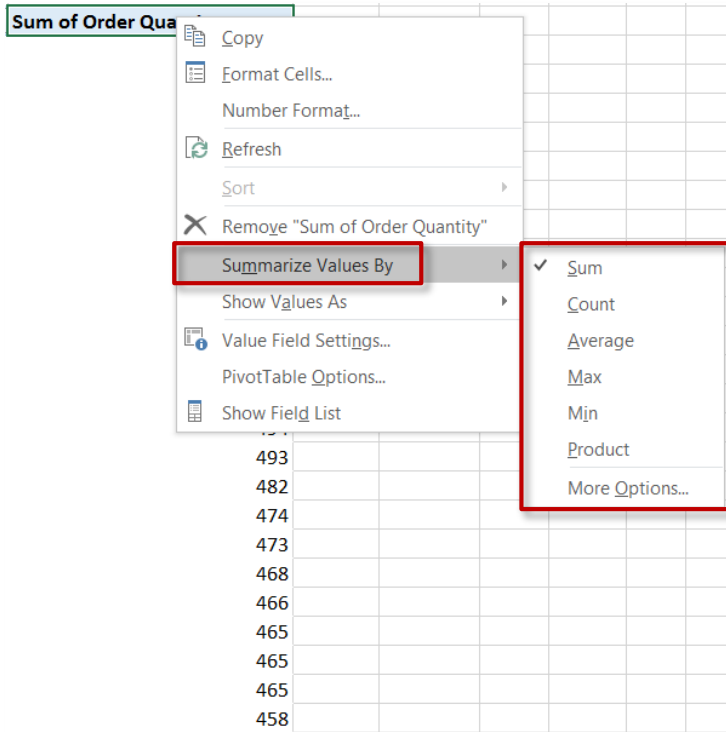 Sum of Order Qua
Copy
Format Cells...
Number Format...
Refresh
Sort
Remove "Sum of Order Quantity"
Summarize Values By
Show Values As
Value Field Settings...
PivotTable Options...
Show Field List
Sum
Count
Average
Max
Min
Product
More Options...
493
482
474
473
468
466
465
465
465
458